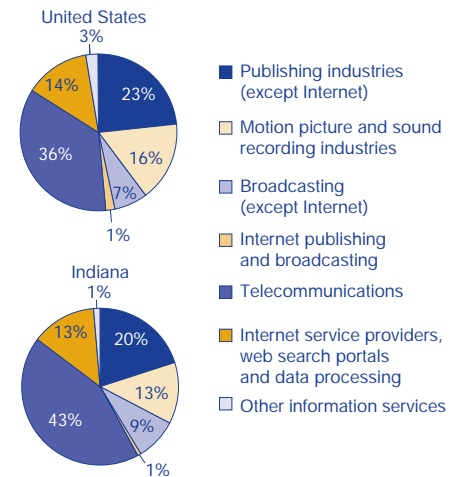 United States
3%
14%
23%
36%
16%
7%
1%
Indiana
1%
13%
20%
13%
43%
9%
1%
Publishing industries
(except Internet)
Motion picture and sound
recording industries
Broadcasting
(except Internet)
Internet publishing
and broadcasting
Telecommunications
Internet service providers,
web search portals
and data processing
Other information services